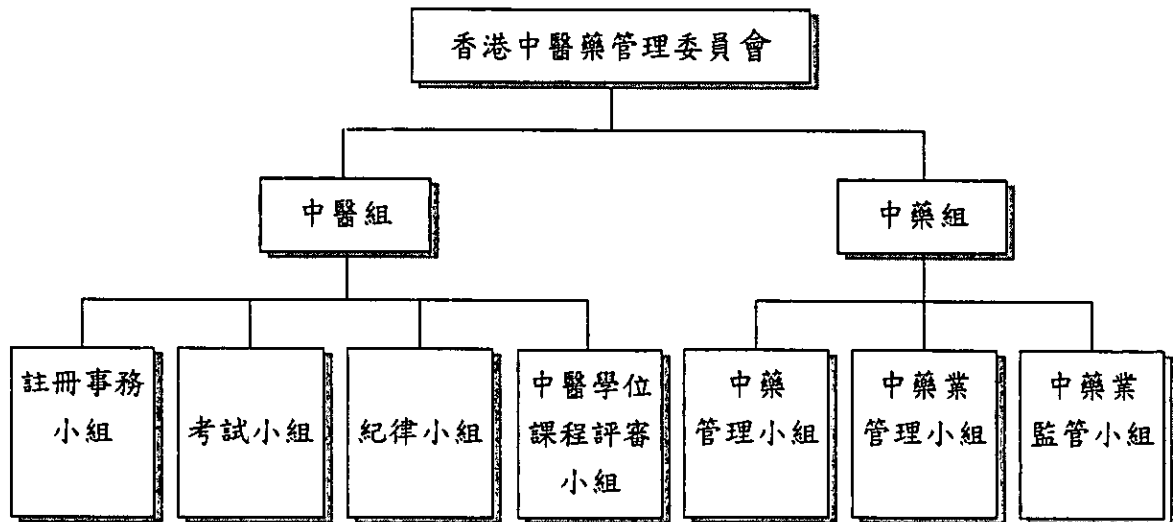 香港中醫藥管理委員會
中醫組
中藥組
註冊事務
小組
考試小組
紀律小組
中醫學位
課程評審
小組
中藥
管理小組
中藥業
管理小組
中藥業
監管小組